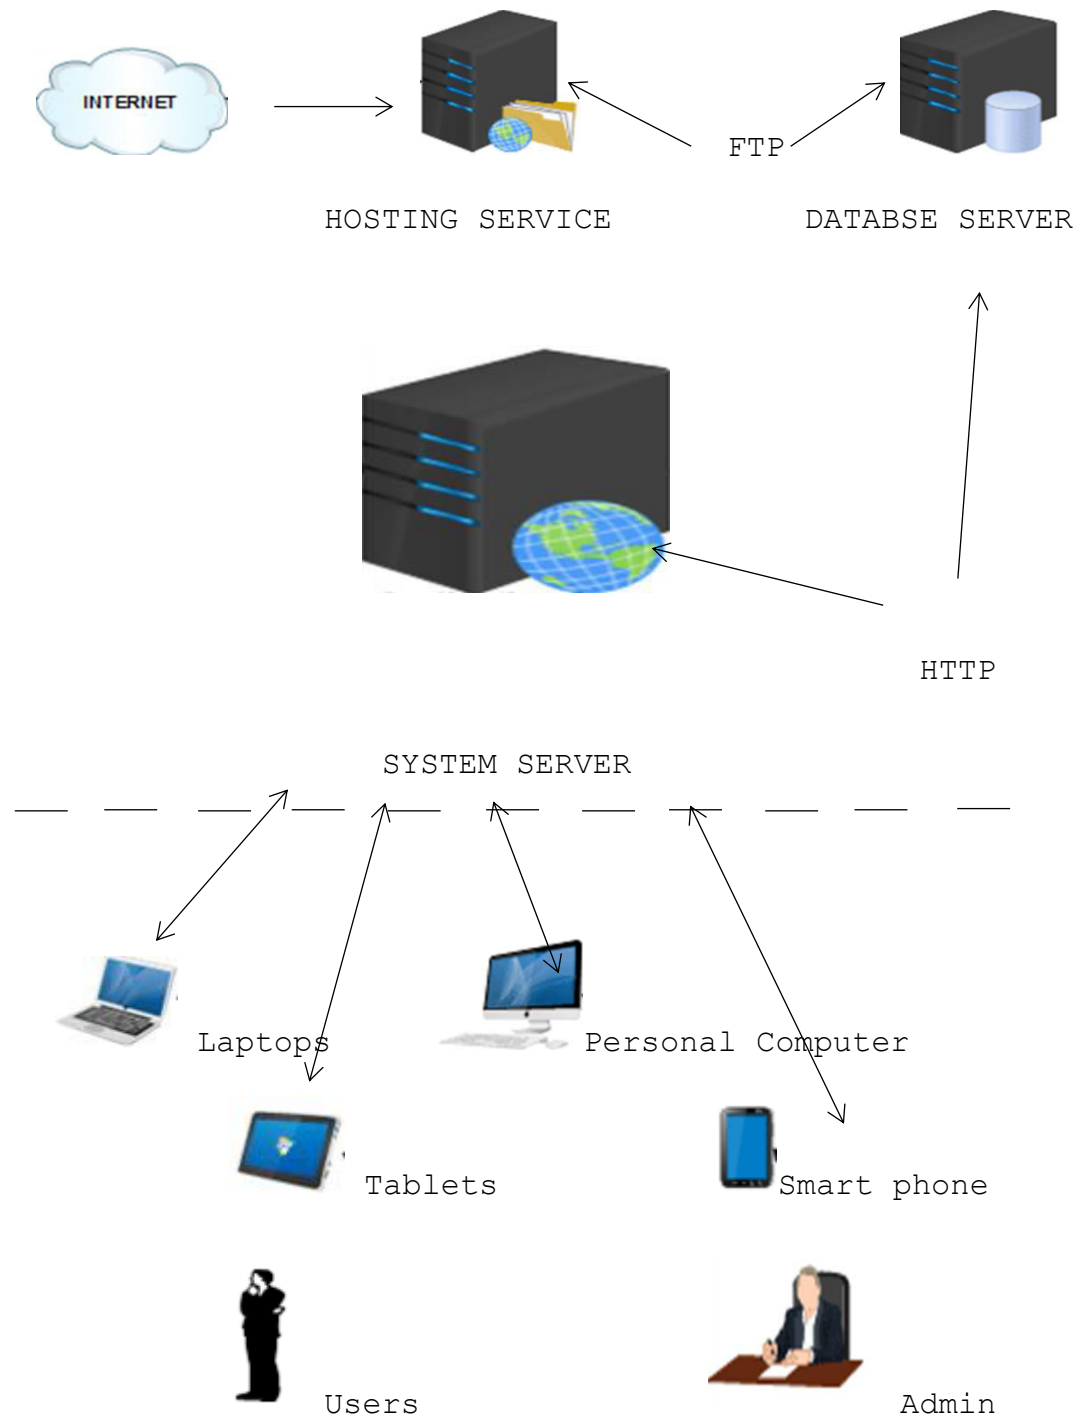 INTERNET
FTP
HOSTING SERVICE
DATABSE SERVER
HTTP
SYSTEM SERVER
Laptops
Personal Computer
Tablets
Smart phone
Users
Admin